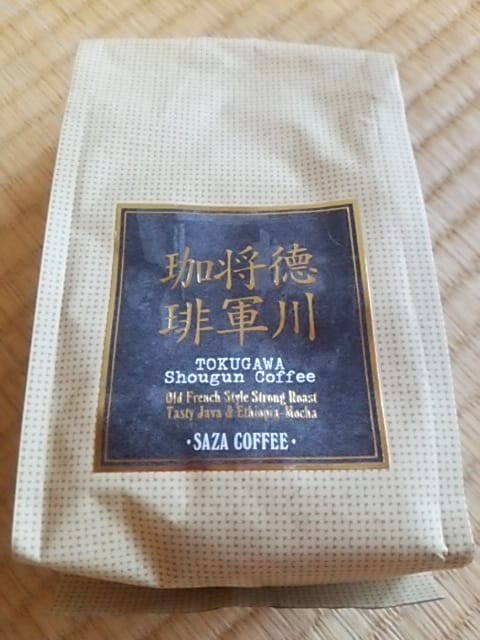 徳川
将軍
珈琲
TOKUGAWA
Shougun Coffee
Old French Style Strong Roast
Tasty Java & Ethiopia-Mocha
·SAZA COFFEE·